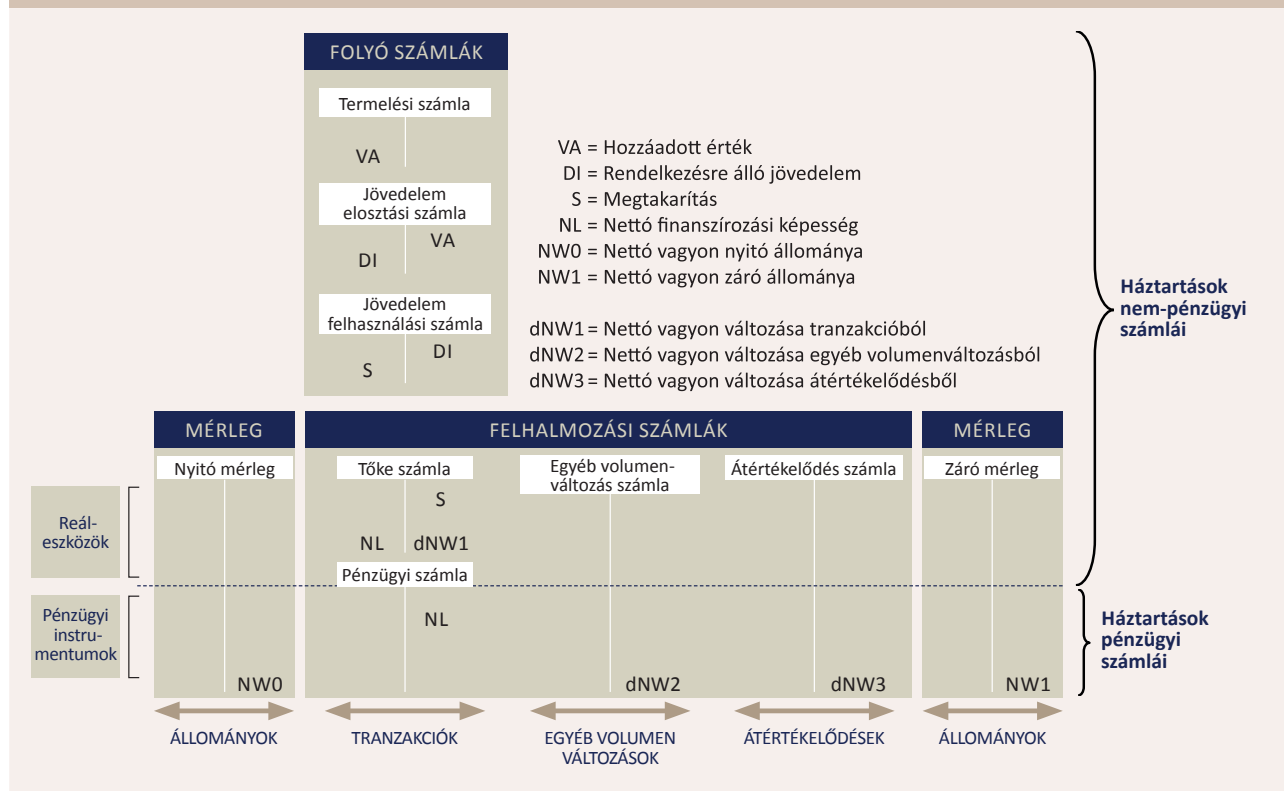 FOLYÓ SZÁMLÁK
Termelési számla
VA
Jövedelem
elosztási számla
VA
DI
Jövedelem
felhasználási számla
DI
S
VA = Hozzáadott érték
DI = Rendelkezésre álló jövedelem
S = Megtakarítás
NL = Nettó finanszírozási képesség
NW0 = Nettó vagyon nyitó állománya
NW1 = Nettó vagyon záró állománya
dNW1 = Nettó vagyon változása tranzakcióból
dNW2 = Nettó vagyon változása egyéb volumenváltozásból
dNW3 = Nettó vagyon változása átértékelődésből
Háztartások
nem-pénzügyi
számlái
MÉRLEG
FELHALMOZÁSI SZÁMLÁK
MÉRLEG
Nyitó mérleg
Tőke számla
Egyéb volumen-
változás számla
Átértékelődés számla
Záró mérleg
S
Reál-
eszközök
NL
dNW1
Pénzügyi számla
Pénzügyi
instru-
mentumok
NL
Háztartások
pénzügyi
számlái
NW0
dNW2
dNW3
NW1
ÁLLOMÁNYOK
TRANZAKCIÓK
EGYÉB VOLUMEN
VÁLTOZÁSOK
ÁTÉRTÉKELŐDÉSEK
ÁLLOMÁNYOK